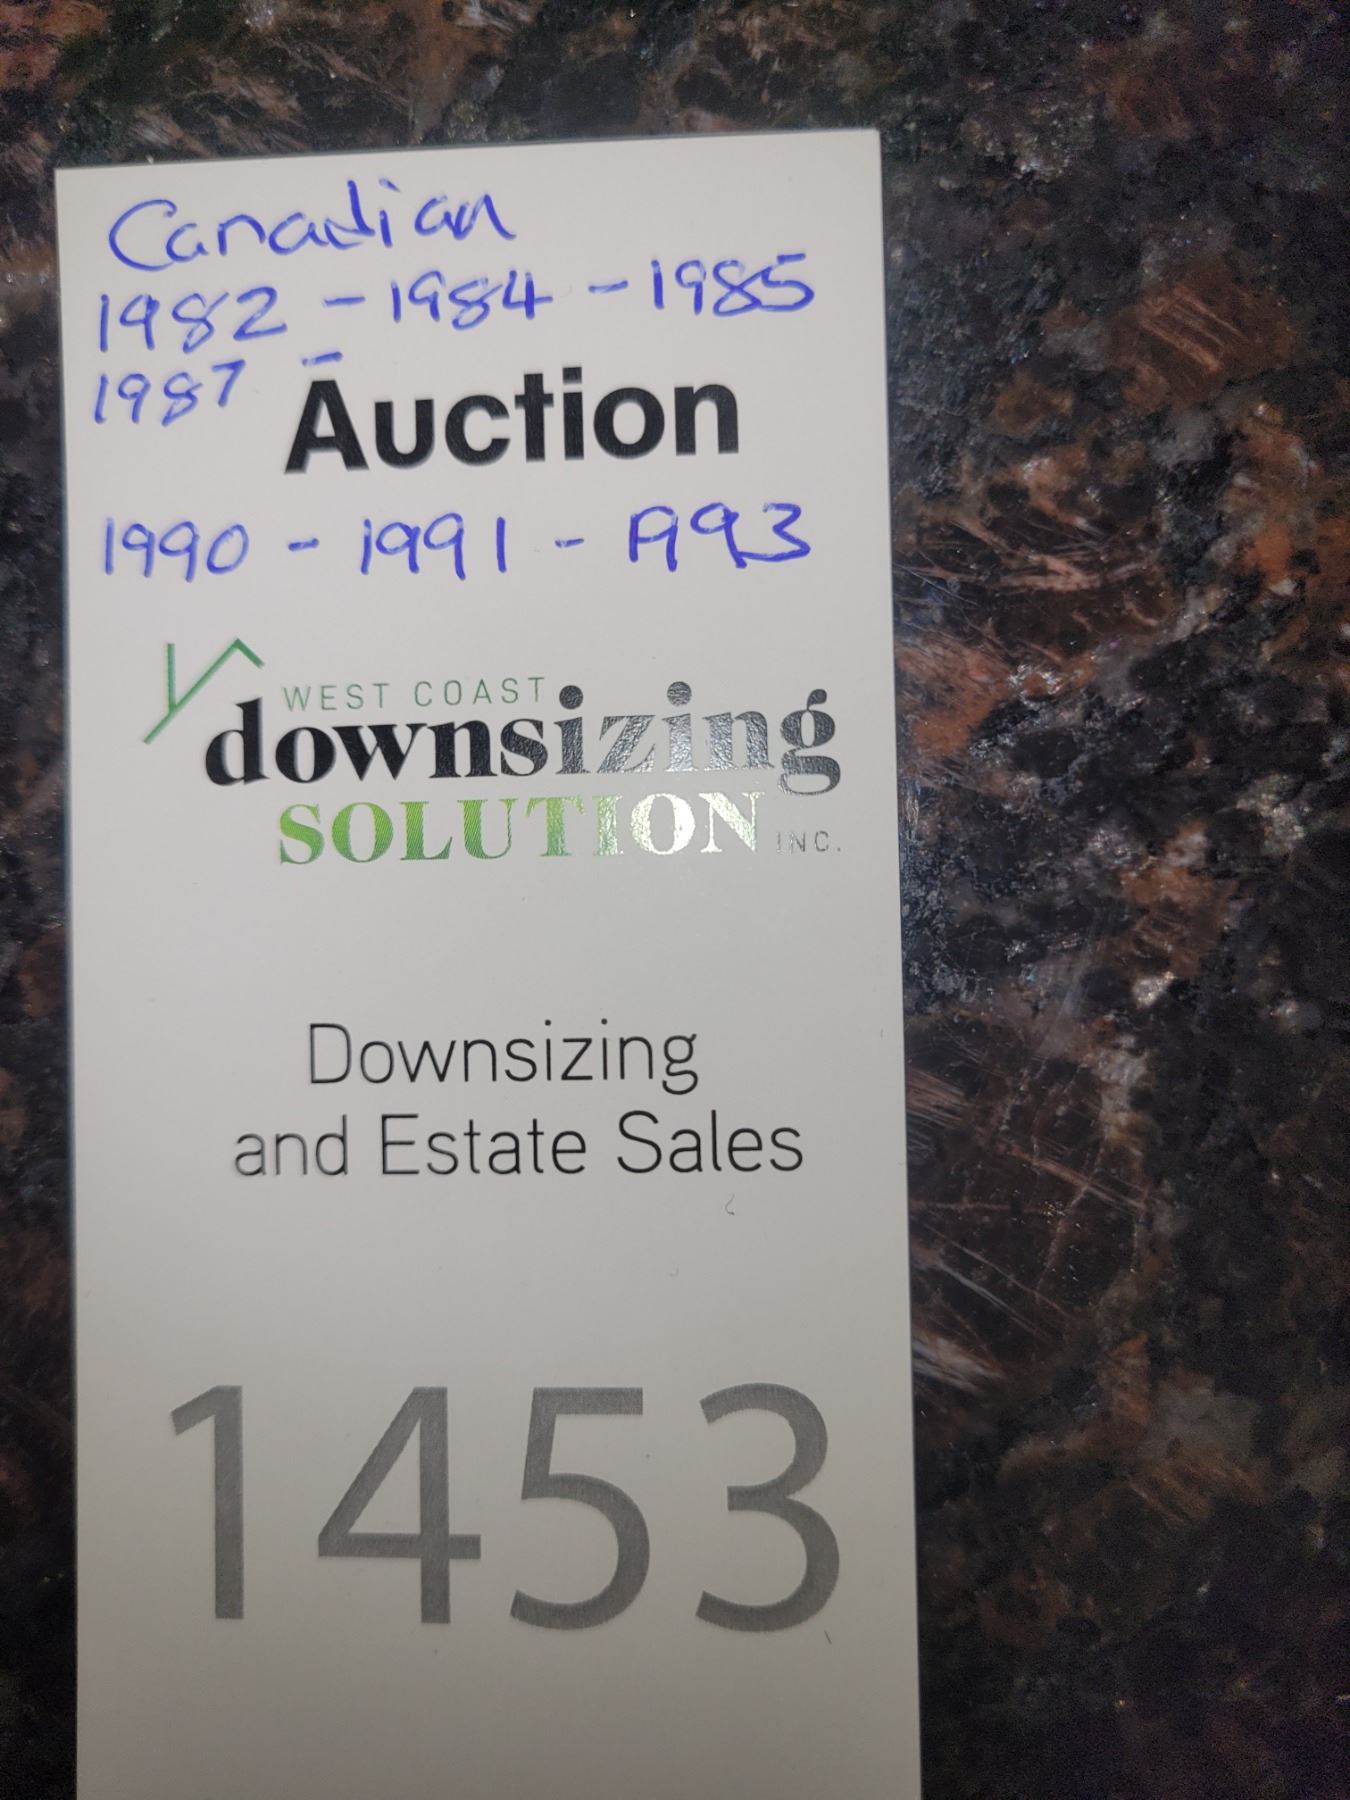 Canadian
1982 - 1984 - 1985
1987 -
Auction
1990 - 1991 - 1993
WEST COAST
downsizing
SOLUTION INC.
Downsizing
and Estate Sales
1453